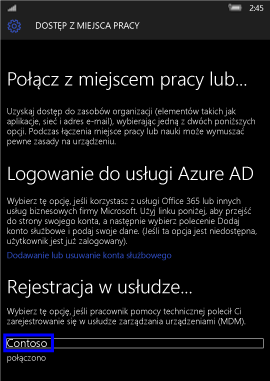 2:45
DOSTĘP Z MIEJSCA PRACY
Połącz z miejscem pracy lub...
Uzyskaj dostęp do zasobów organizacji (elementów takich jak
aplikacje, sieć i adres e-mail), wybierając jedną z dwóch poniższych
opcji. Podczas łączenia miejsce pracy lub nauki może wymuszać
pewne zasady na urządzeniu.
Logowanie do usługi Azure AD
Wybierz tę opcję, jeśli korzystasz z usługi Office 365 lub innych
usług biznesowych firmy Microsoft. Użyj linku poniżej, aby przejść
do strony swojego konta, a następnie wybierz polecenie Dodaj
konto służbowe i podaj swoje dane. (Jeśli ta opcja jest niedostępna,
użytkownik jest już zalogowany).
Dodawanie lub usuwanie konta służbowego
Rejestracja w usłudze...
Wybierz tę opcję, jeśli pracownik pomocy technicznej polecił Ci
zarejestrowanie się w usłudze zarządzania urządzeniami (MDM).
Contoso
połączono